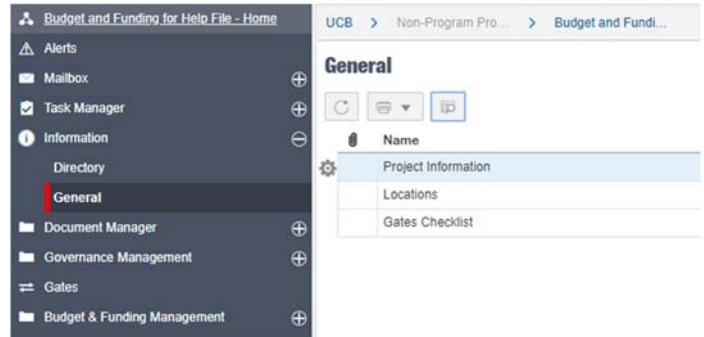 Budget and Funding for Help File - Home
Alerts
Mailbox
Task Manager
Information
Directory
General
Document Manager
Governance Management
Gates
Budget & Funding Management
UCB > Non-Program Pro... > Budget and Fundi...
General
Name
Project Information
Locations
Gates Checklist